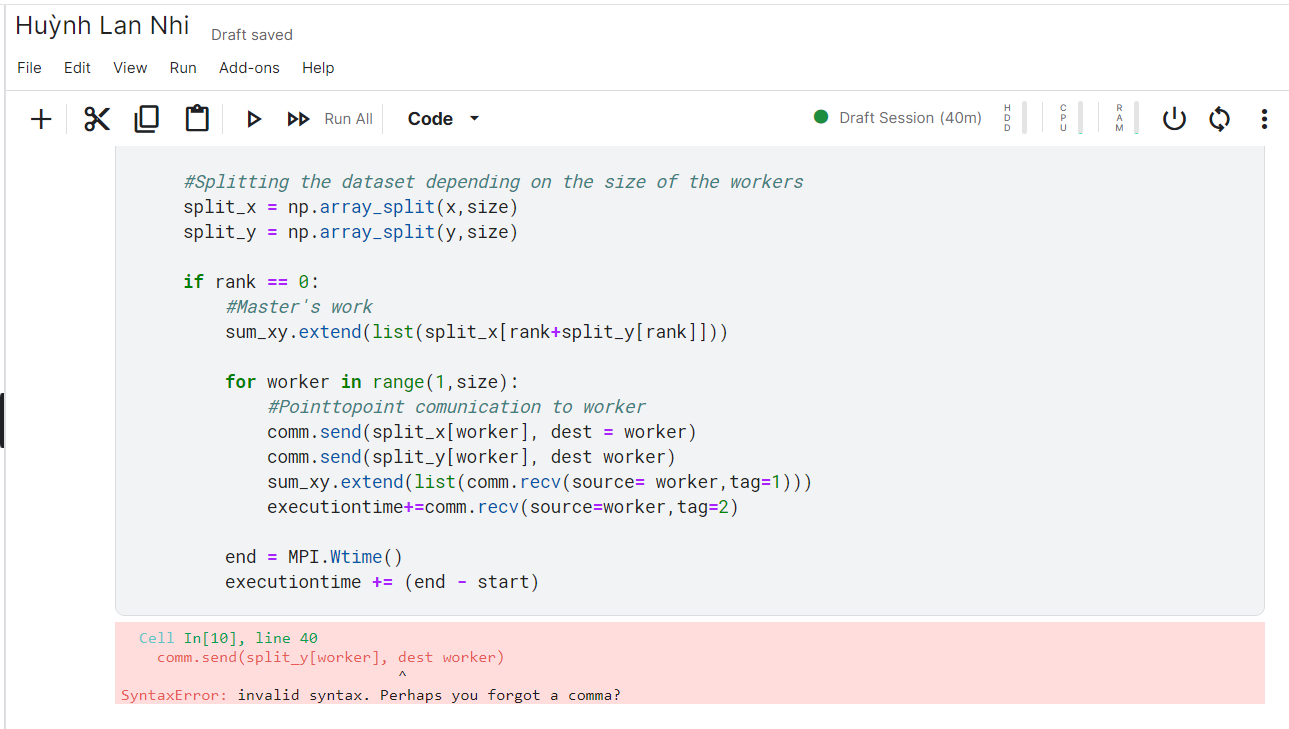 Huỳnh Lan Nhi Draft saved
File Edit View Run Add-ons Help
Run All Code Draft Session (40m) HDD CPU RAM
#Splitting the dataset depending on the size of the workers
split_x = np.array_split(x,size)
split_y = np.array_split(y,size)
if rank == 0:
#Master's work
sum_xy.extend(list(split_x[rank+split_y[rank]]))
for worker in range(1,size):
#Pointtopoint comunication to worker
comm.send(split_x[worker], dest = worker)
comm.send(split_y[worker], dest worker)
sum_xy.extend(list(comm.recv(source= worker,tag=1)))
executiontime+=comm.recv(source=worker,tag=2)
end = MPI.Wtime()
executiontime += (end - start)
Cell In[10], line 40
comm.send(split_y[worker], dest worker)
^
SyntaxError: invalid syntax. Perhaps you forgot a comma?